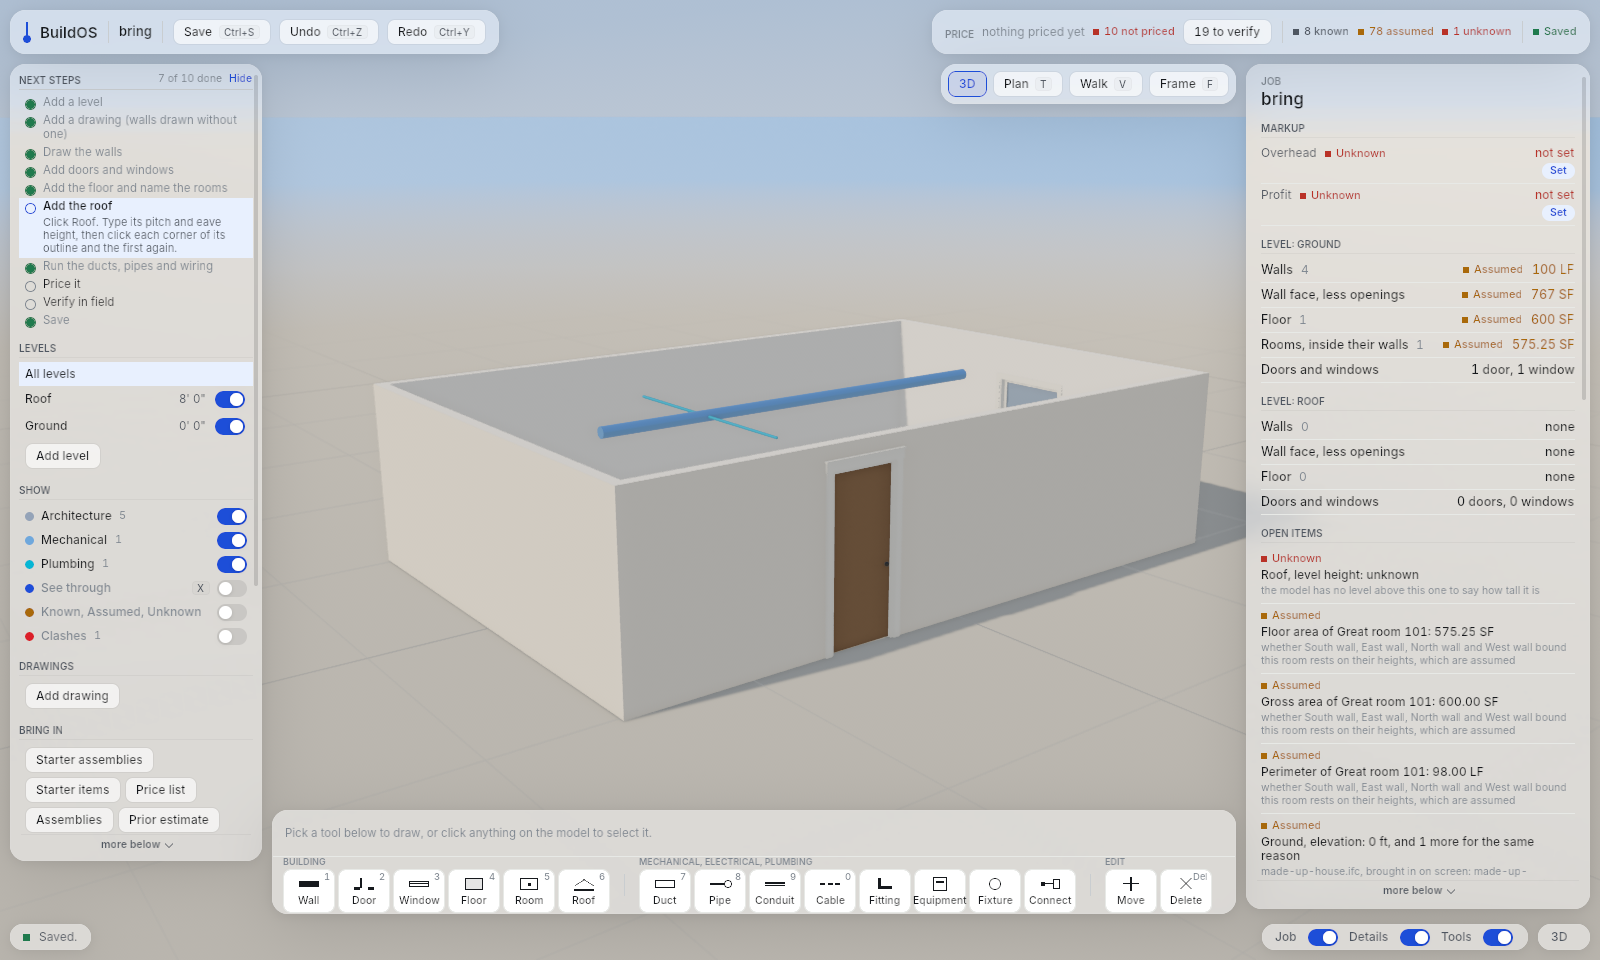 BuildOS
bring
Save Ctrl+S
Undo Ctrl+Z
Redo Ctrl+Y
PRICE nothing priced yet
10 not priced
19 to verify
8 known
78 assumed
1 unknown
Saved
NEXT STEPS
7 of 10 done Hide
Add a level
Add a drawing (walls drawn without
one)
Draw the walls
Add doors and windows
Add the floor and name the rooms
Add the roof
Click Roof. Type its pitch and eave
height, then click each corner of its
outline and the first again.
Run the ducts, pipes and wiring
Price it
Verify in field
Save
LEVELS
All levels
Roof 8' 0"
Ground 0' 0"
Add level
SHOW
Architecture 5
Mechanical 1
Plumbing 1
See through X
Known, Assumed, Unknown
Clashes 1
DRAWINGS
Add drawing
BRING IN
Starter assemblies
Starter items
Price list
Assemblies
Prior estimate
more below
3D
Plan T
Walk V
Frame F
JOB
bring
MARKUP
Overhead Unknown not set
Set
Profit Unknown not set
Set
LEVEL: GROUND
Walls 4 Assumed 100 LF
Wall face, less openings Assumed 767 SF
Floor 1 Assumed 600 SF
Rooms, inside their walls 1 Assumed 575.25 SF
Doors and windows 1 door, 1 window
LEVEL: ROOF
Walls 0 none
Wall face, less openings none
Floor 0 none
Doors and windows 0 doors, 0 windows
OPEN ITEMS
Unknown
Roof, level height: unknown
the model has no level above this one to say how tall it is
Assumed
Floor area of Great room 101: 575.25 SF
whether South wall, East wall, North wall and West wall bound
this room rests on their heights, which are assumed
Assumed
Gross area of Great room 101: 600.00 SF
whether South wall, East wall, North wall and West wall bound
this room rests on their heights, which are assumed
Assumed
Perimeter of Great room 101: 98.00 LF
whether South wall, East wall, North wall and West wall bound
this room rests on their heights, which are assumed
Assumed
Ground, elevation: 0 ft, and 1 more for the same
reason
made-up-house.ifc, brought in on screen: made-up-
more below
Pick a tool below to draw, or click anything on the model to select it.
BUILDING
MECHANICAL, ELECTRICAL, PLUMBING
EDIT
1 2 3 4 5 6 7 8 9 0 Del
Wall Door Window Floor Room Roof Duct Pipe Conduit Cable Fitting Equipment Fixture Connect Move Delete
Saved.
Job
Details
Tools
3D